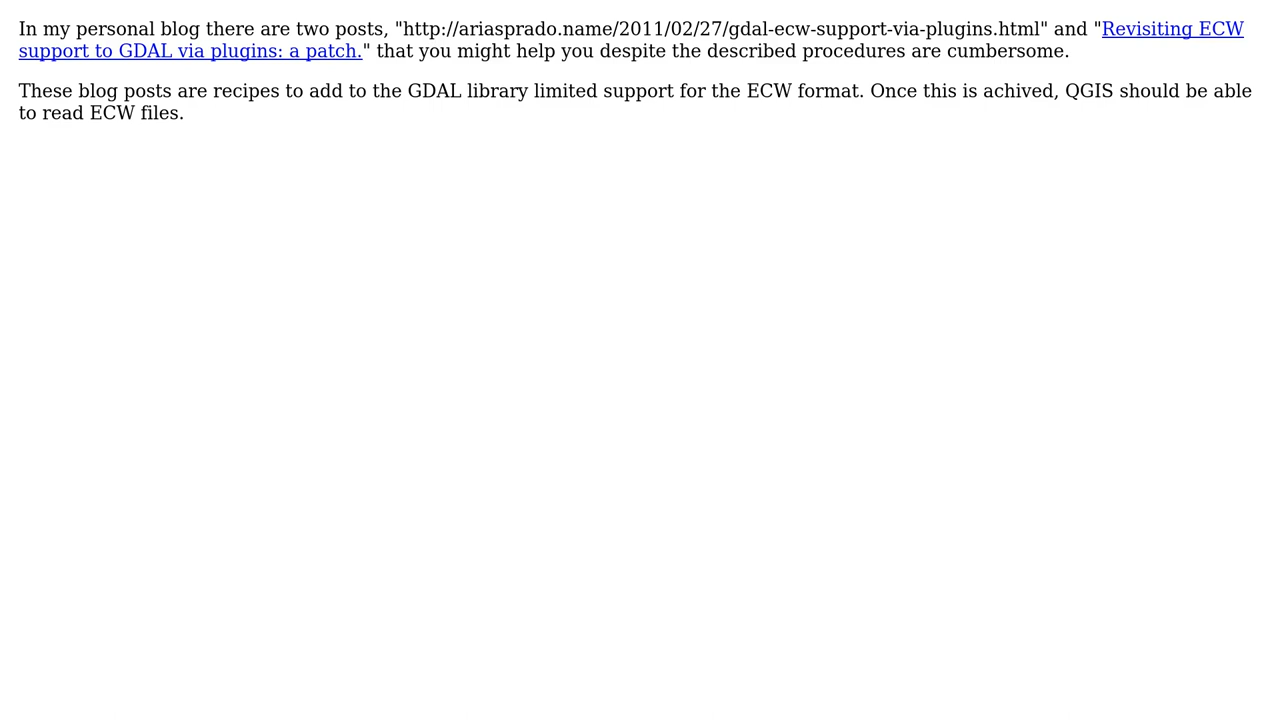 In my personal blog there are two posts, "http://ariasprado.name/2011/02/27/gdal-ecw-support-via-plugins.html" and "Revisiting ECW
support to GDAL via plugins: a patch." that you might help you despite the described procedures are cumbersome.
These blog posts are recipes to add to the GDAL library limited support for the ECW format. Once this is achived, QGIS should be able
to read ECW files.